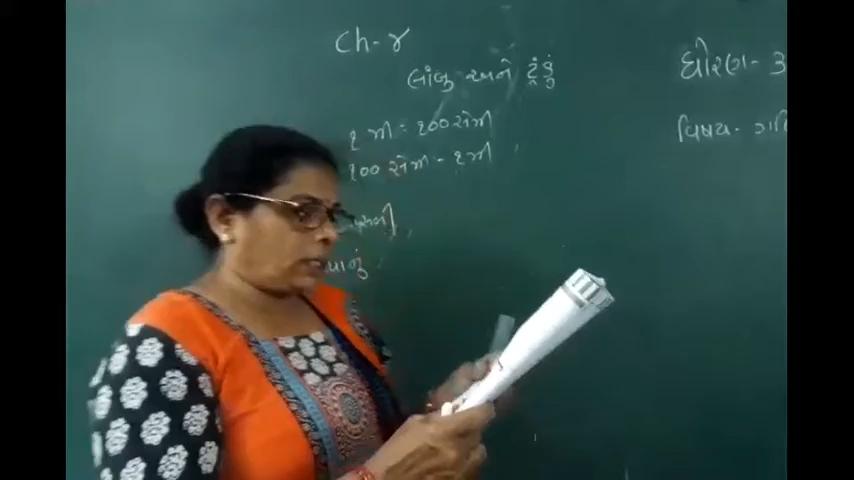 Ch-૪
લાંબુ અને ટૂંકું
૧ મી = ૧૦૦ સેમી
૧૦૦ સેમી = ૧ મી
ધોરણ - ૩
વિષય -